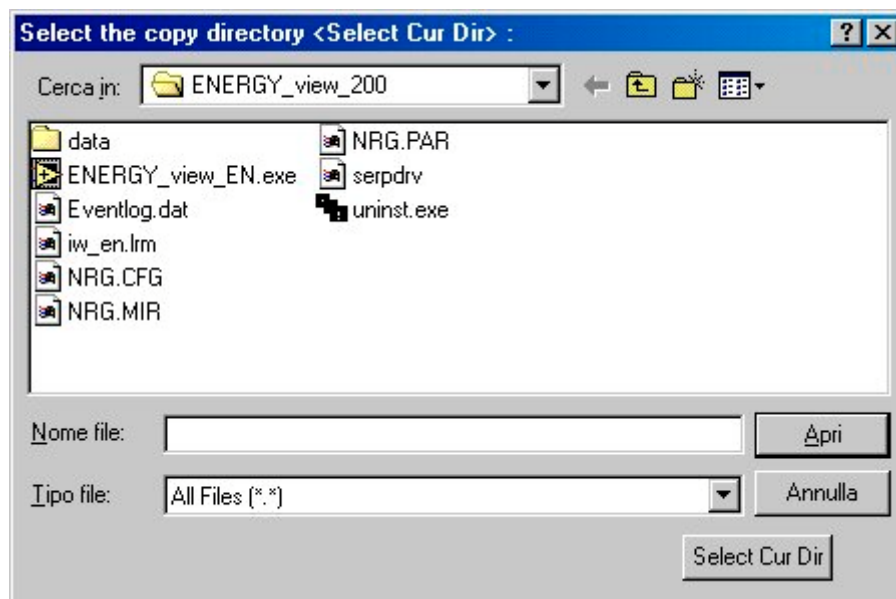 Select the copy directory <Select Cur Dir> :
Cerca in: ENERGY_view_200
data
ENERGY_view_EN.exe
Eventlog.dat
iw_en.lrm
NRG.CFG
NRG.MIR
NRG.PAR
serpdrv
uninst.exe
Nome file:
Apri
Tipo file: All Files (*.*)
Annulla
Select Cur Dir